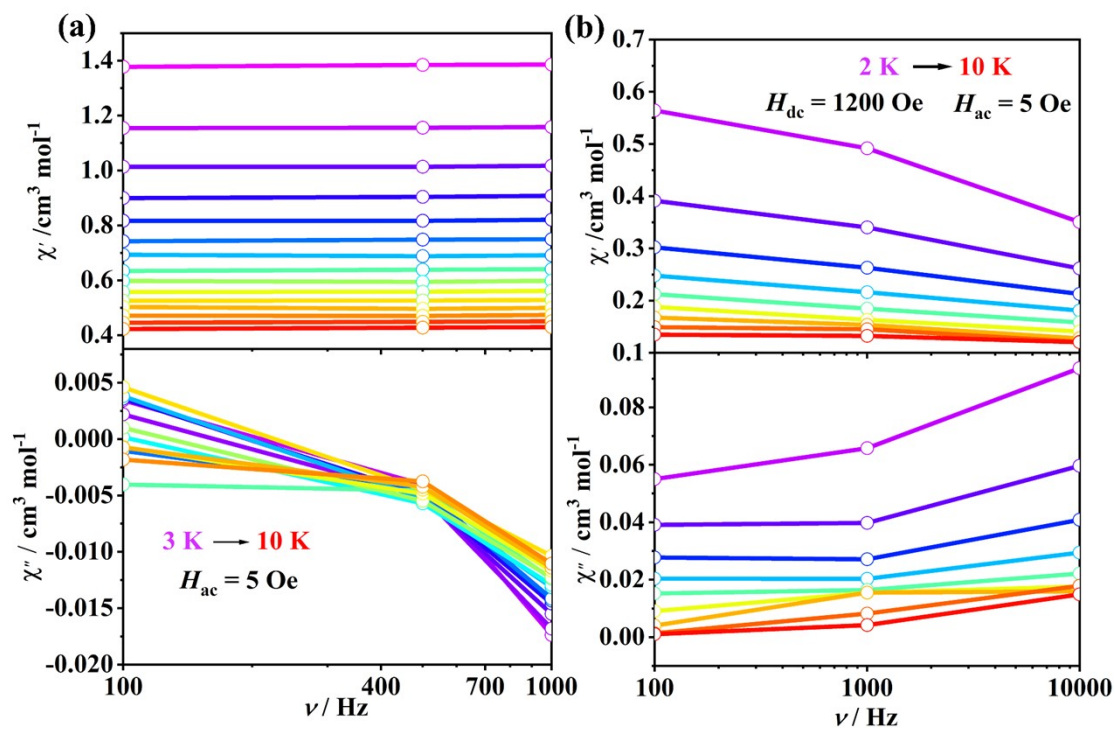 (a)
1.4
1.2
1.0
0.8
0.6
0.4
χ′ /cm³ mol⁻¹
0.005
0.000
-0.005
-0.010
-0.015
-0.020
χ″ / cm³ mol⁻¹
3 K → 10 K
Hac = 5 Oe
100
400
700
1000
ν / Hz
(b)
0.7
0.6
0.5
0.4
0.3
0.2
0.1
χ′ /cm³ mol⁻¹
2 K → 10 K
Hdc = 1200 Oe Hac = 5 Oe
0.08
0.06
0.04
0.02
0.00
χ″ / cm³ mol⁻¹
100
1000
10000
ν / Hz